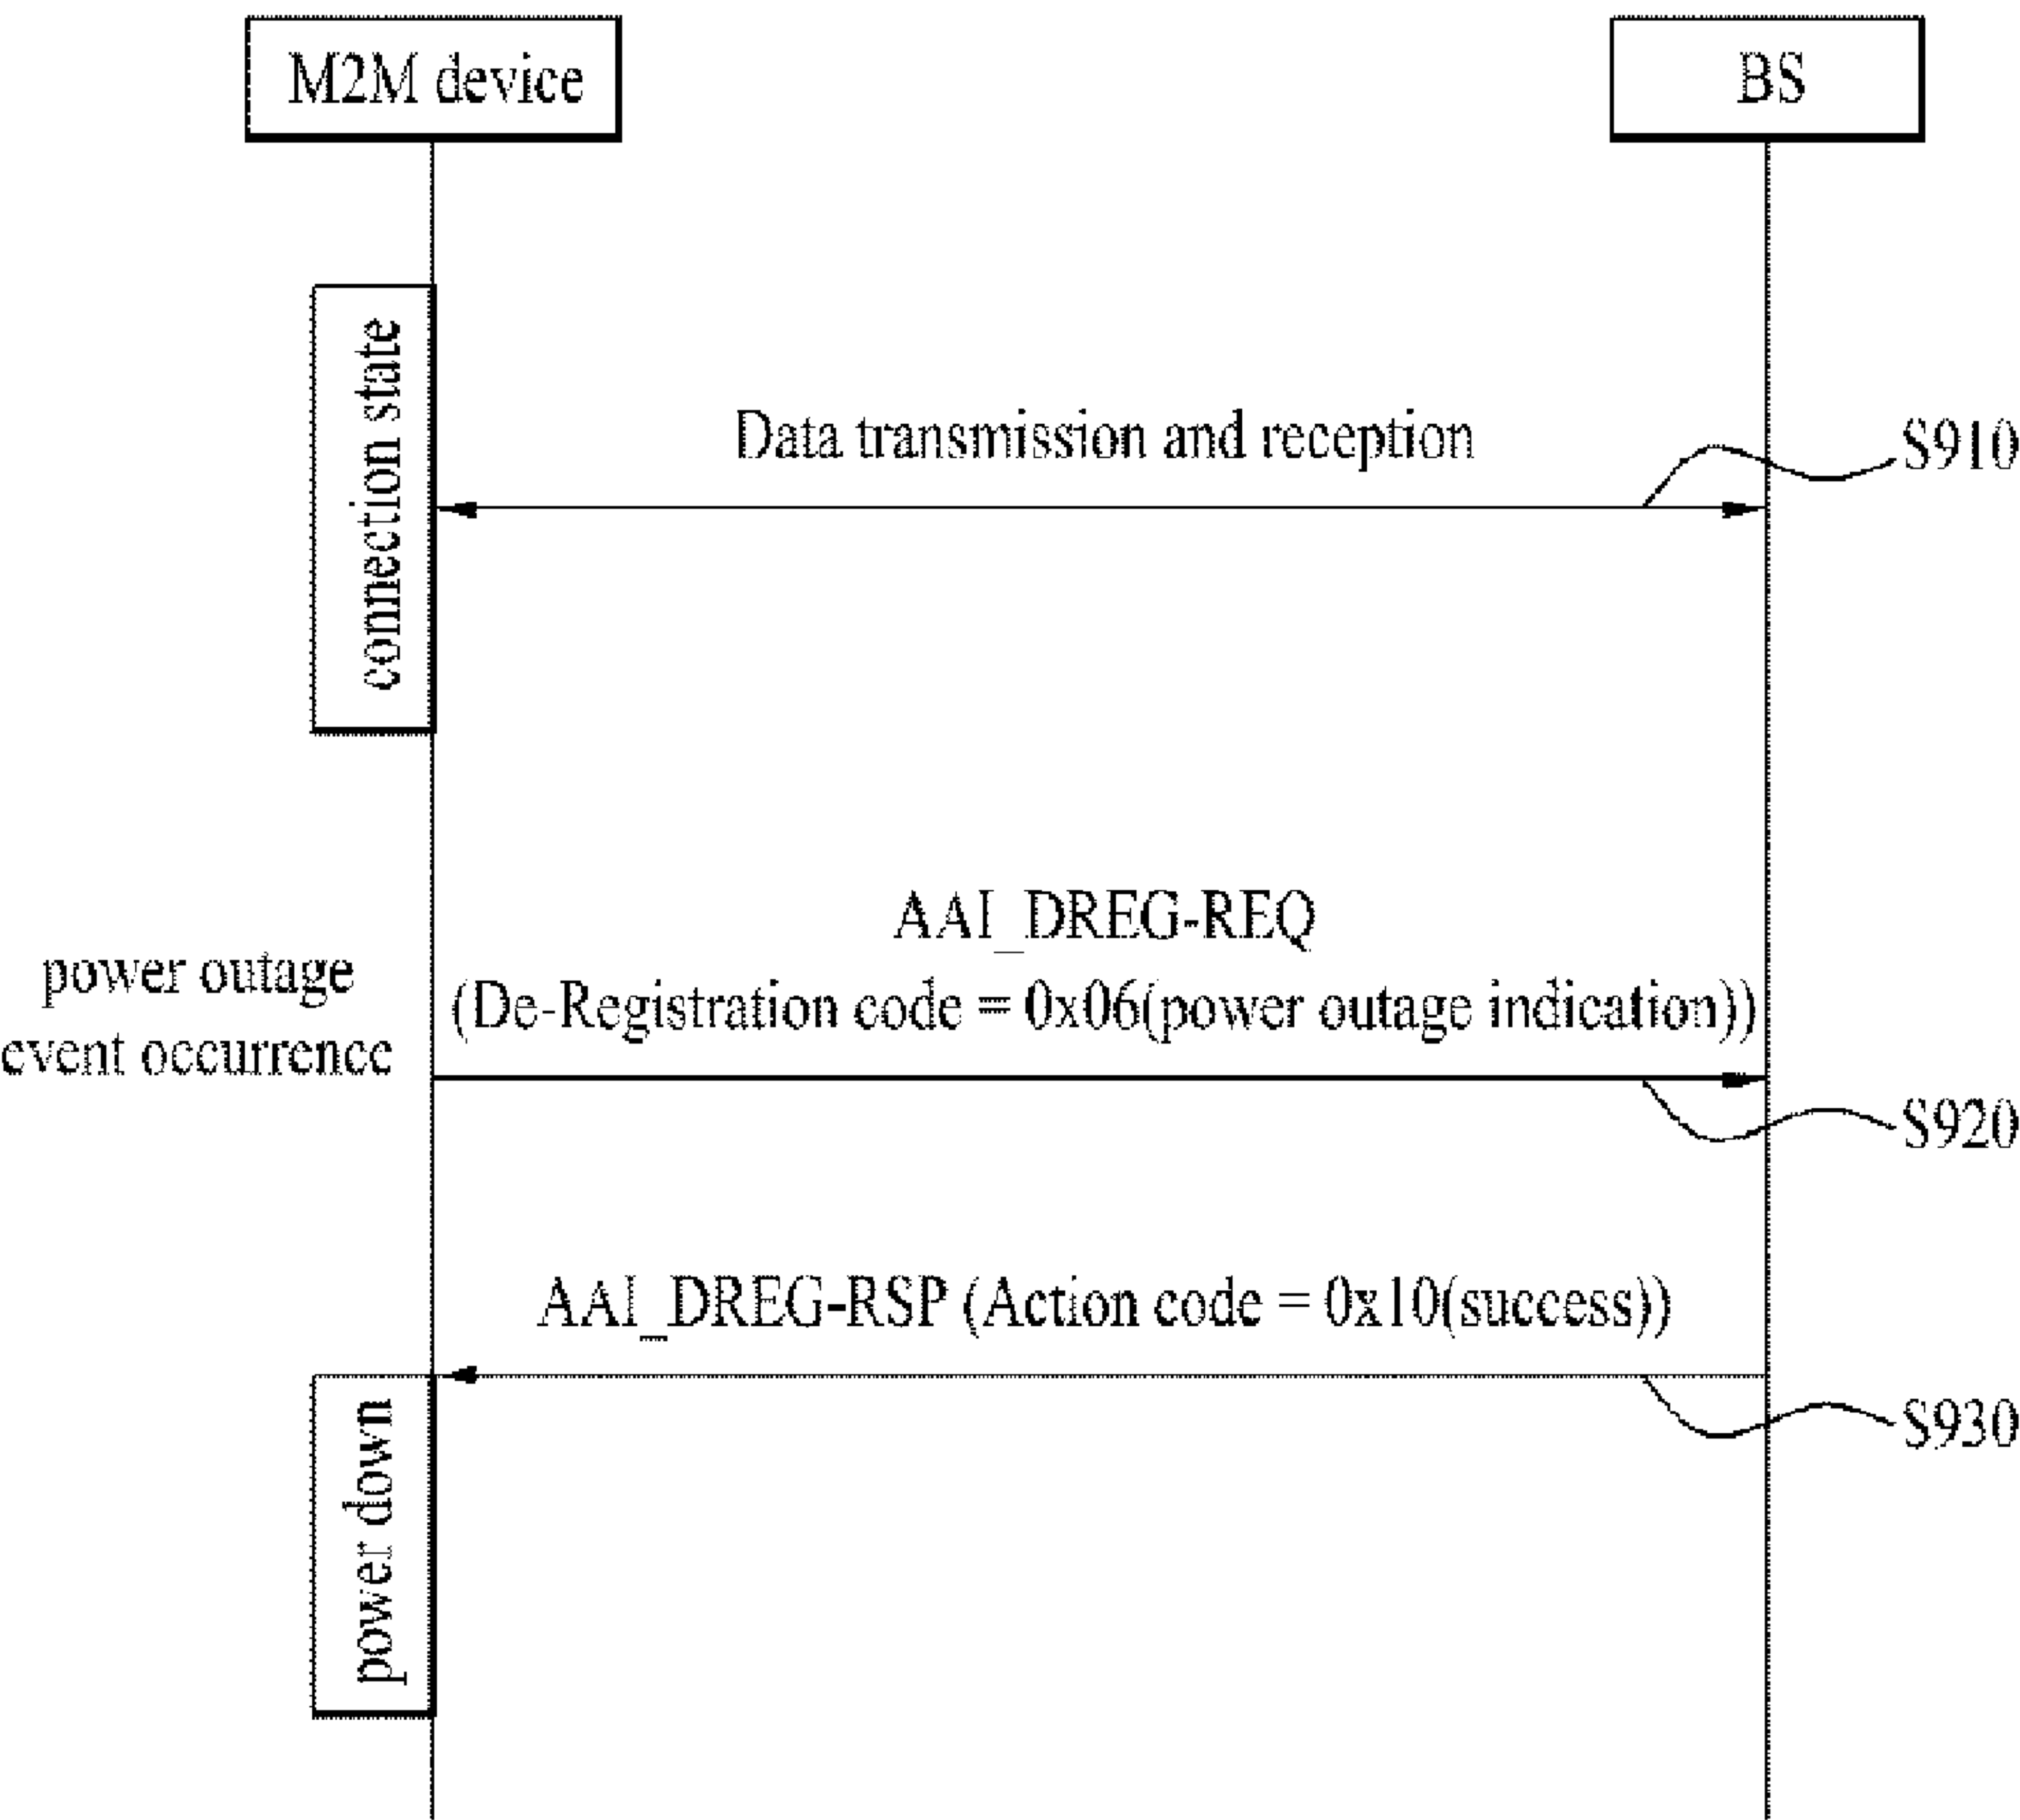 M2M device
BS
connection state
Data transmission and reception
S910
AAI_DREG-REQ
(De-Registration code = 0x06(power outage indication))
power outage
event occurrence
S920
AAI_DREG-RSP (Action code = 0x10(success))
S930
power down